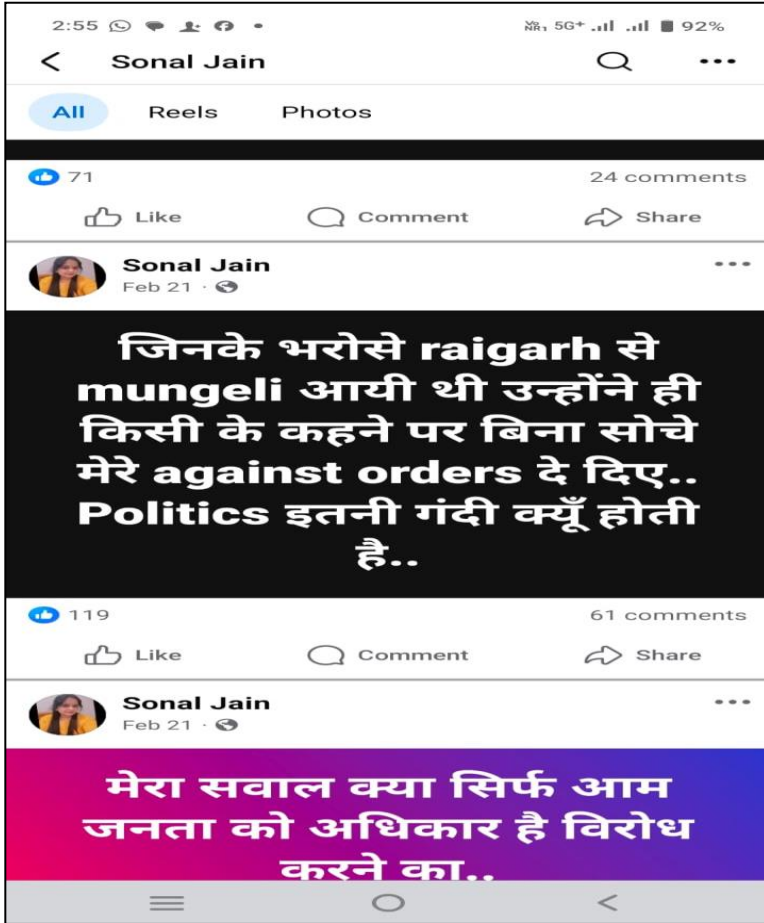 2:55
5G+ 92%
Sonal Jain
All Reels Photos
71 24 comments
Like Comment Share
Sonal Jain
Feb 21 ·
जिनके भरोसे raigarh से
mungeli आयी थी उन्होंने ही
किसी के कहने पर बिना सोचे
मेरे against orders दे दिए..
Politics इतनी गंदी क्यूँ होती
है..
119 61 comments
Like Comment Share
Sonal Jain
Feb 21 ·
मेरा सवाल क्या सिर्फ आम
जनता को अधिकार है विरोध
करने का..